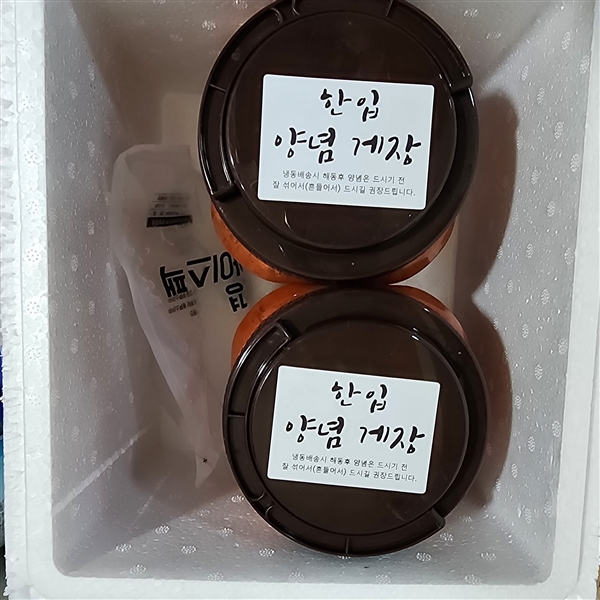 한입
양념 게장
냉동배송시 해동후 양념은 드시기 전
잘 섞어서(흔들어서) 드시길 권장드립니다.
한입
양념 게장
냉동배송시 해동후 양념은 드시기 전
잘 섞어서(흔들어서) 드시길 권장드립니다.